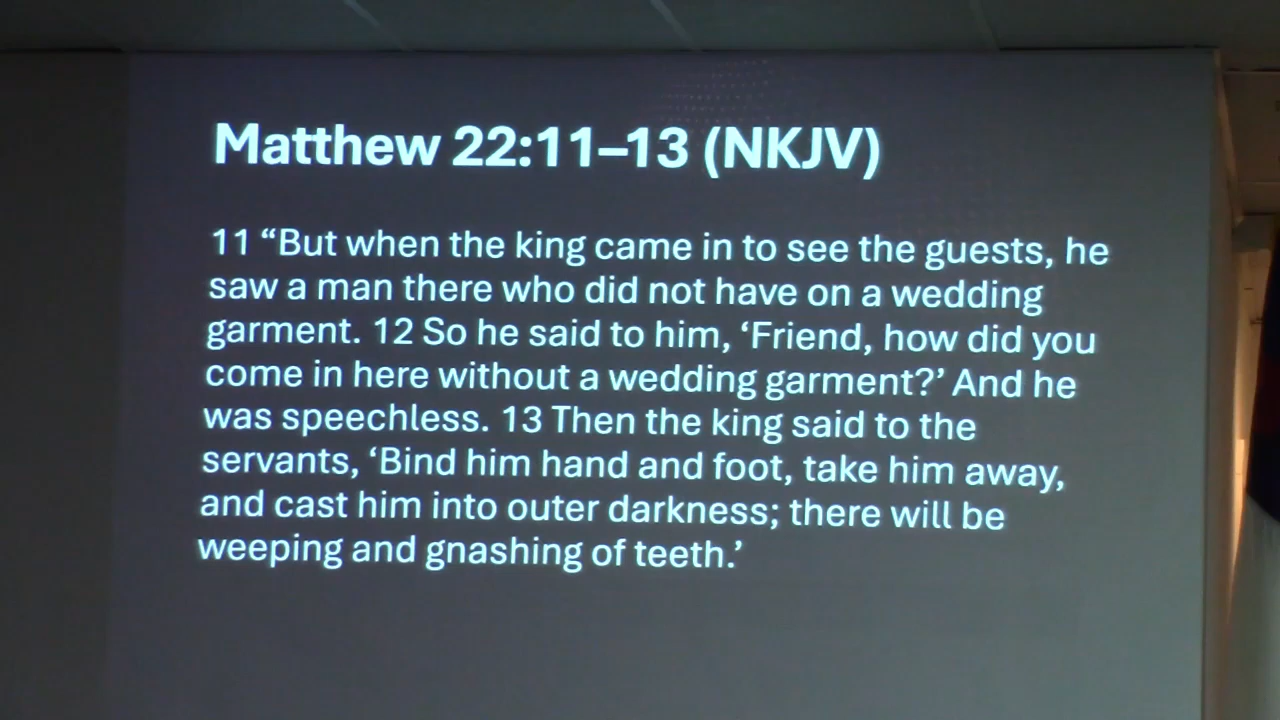 Matthew 22:11–13 (NKJV)
11 “But when the king came in to see the guests, he
saw a man there who did not have on a wedding
garment. 12 So he said to him, ‘Friend, how did you
come in here without a wedding garment?’ And he
was speechless. 13 Then the king said to the
servants, ‘Bind him hand and foot, take him away,
and cast him into outer darkness; there will be
weeping and gnashing of teeth.’